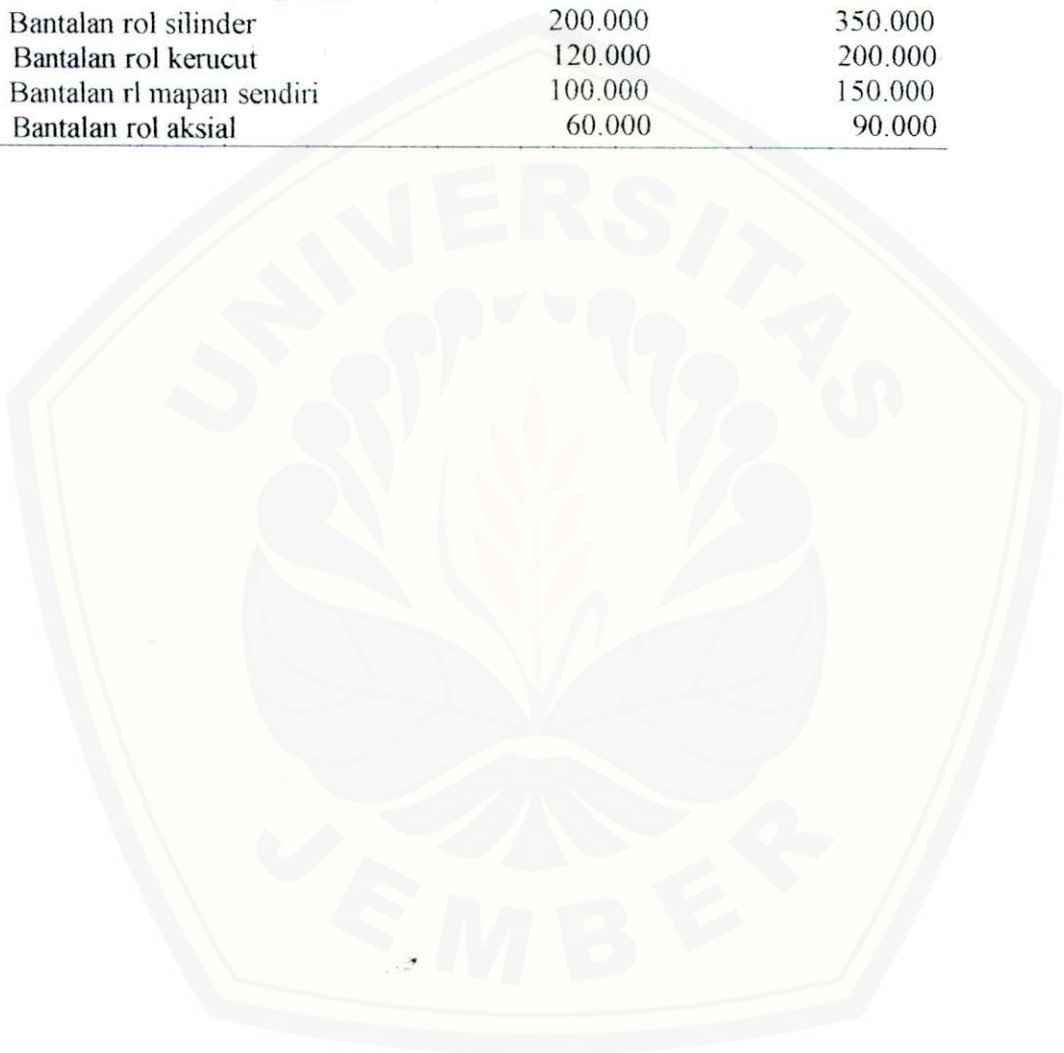 Bantalan rol silinder 200.000 350.000
Bantalan rol kerucut 120.000 200.000
Bantalan rl mapan sendiri 100.000 150.000
Bantalan rol aksial 60.000 90.000
UNIVERSITAS
JEMBER